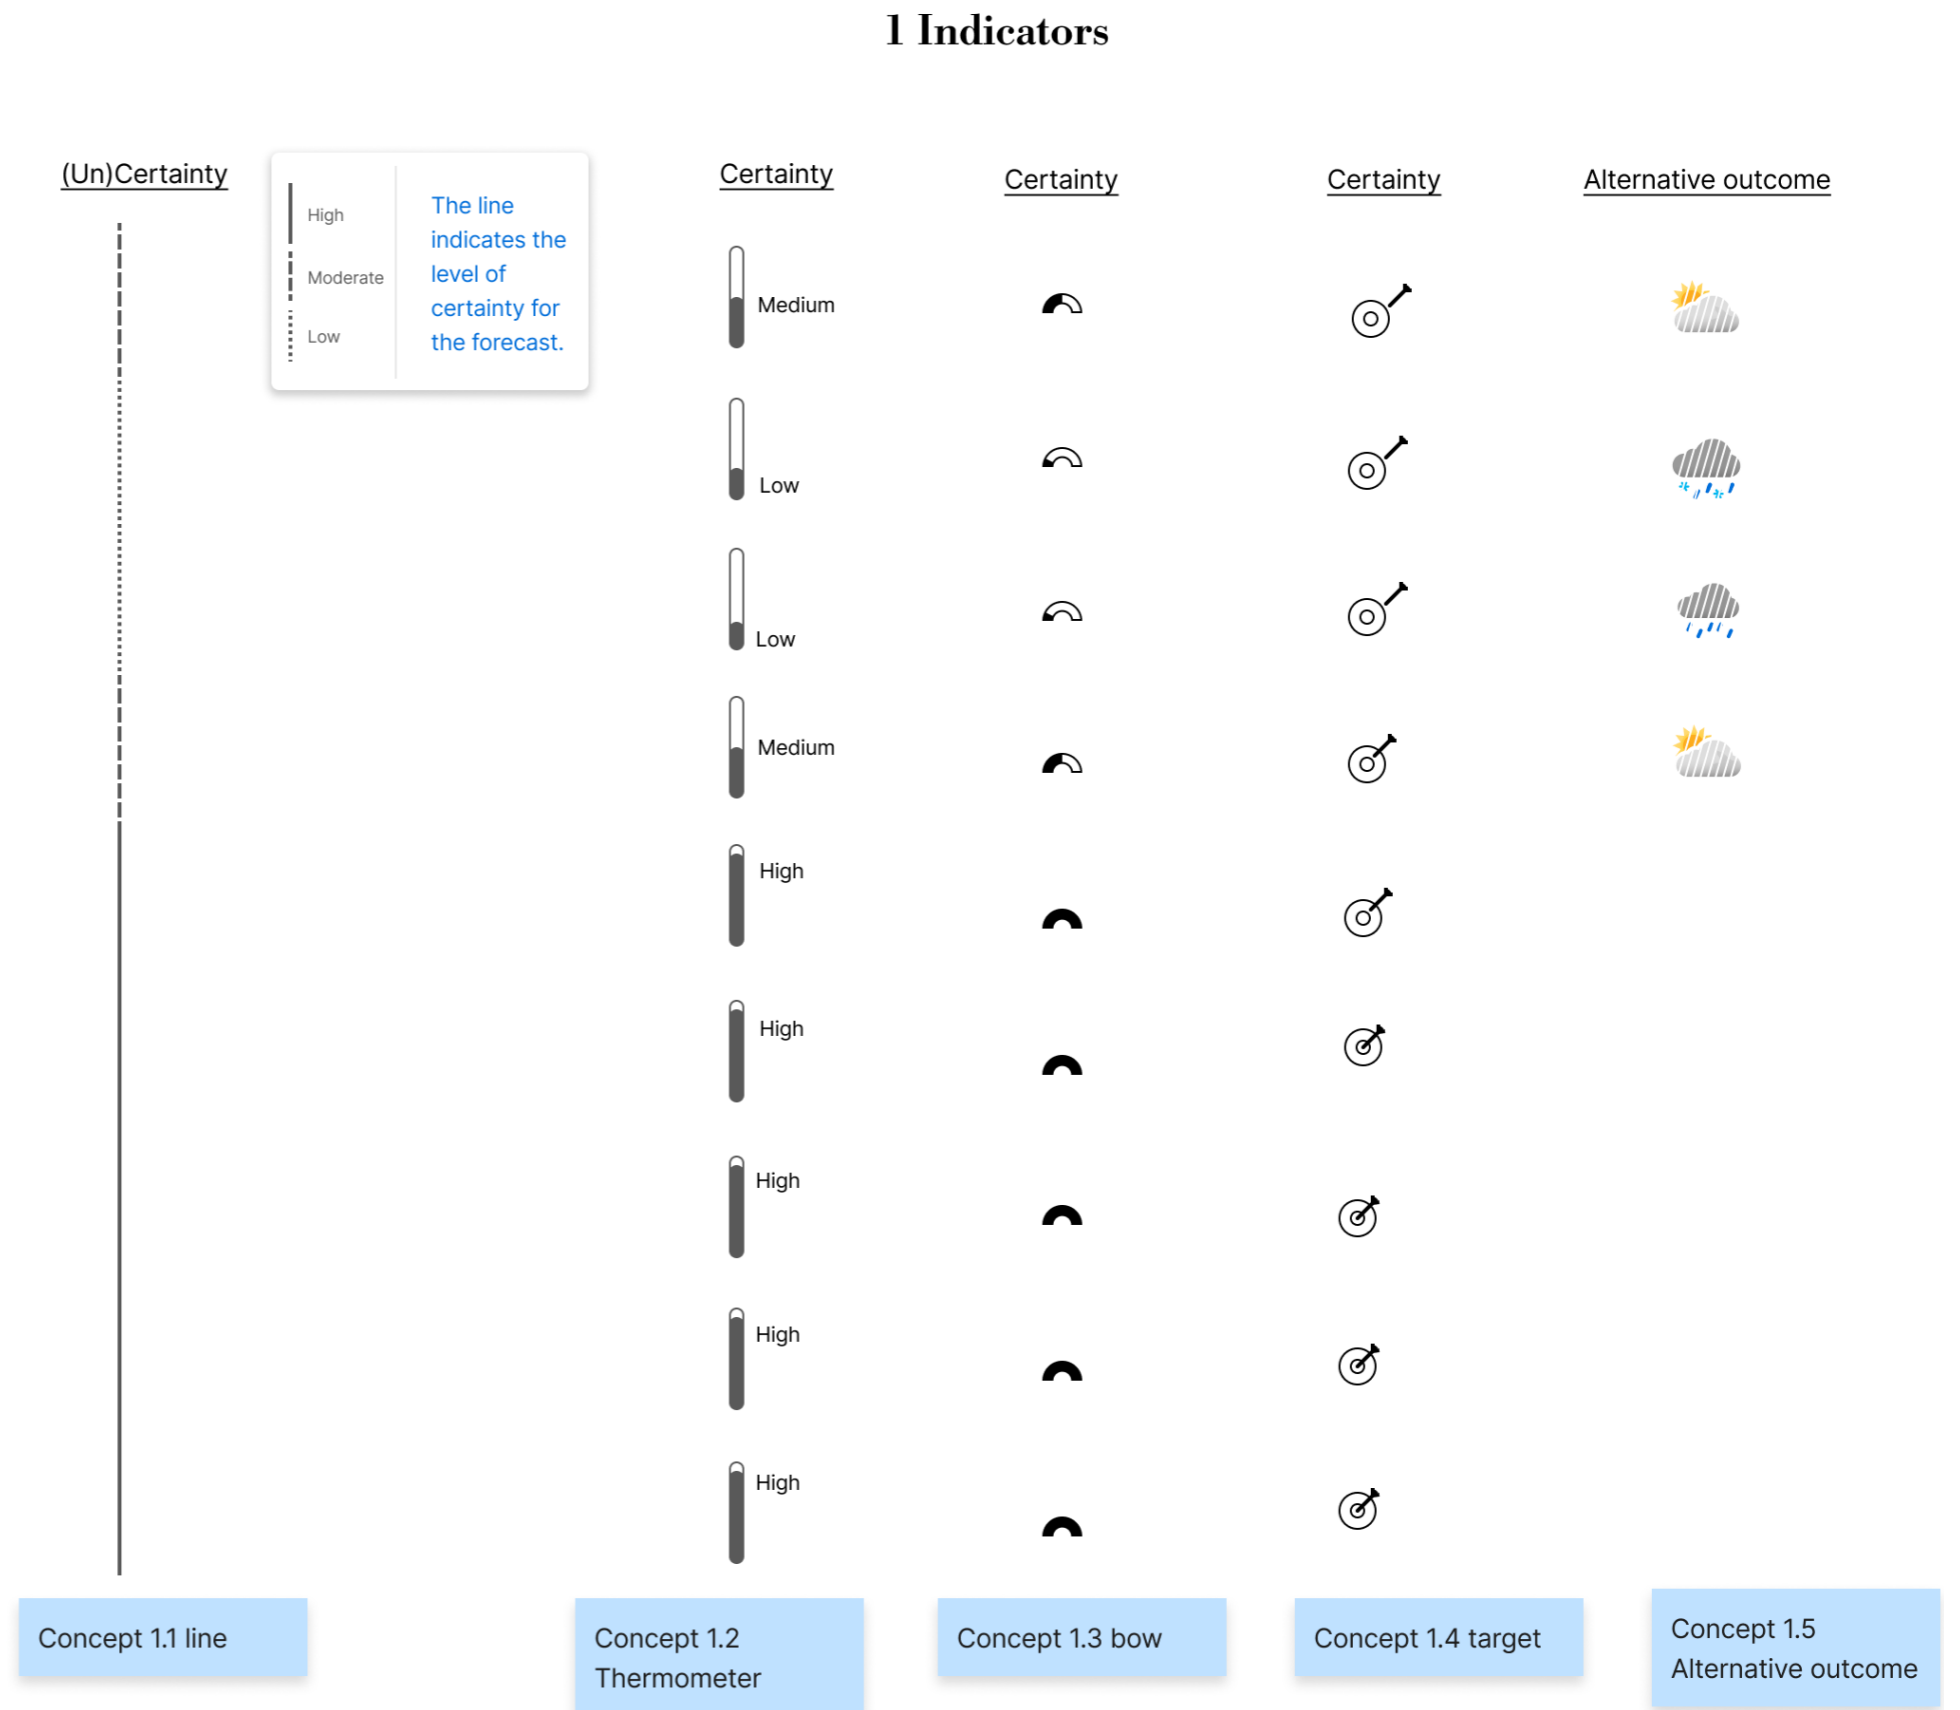 1 Indicators
(Un)Certainty
High
Moderate
Low
The line
indicates the
level of
certainty for
the forecast.
Certainty
Certainty
Certainty
Alternative outcome
Medium
Low
Low
Medium
High
High
High
High
High
Concept 1.1 line
Concept 1.2
Thermometer
Concept 1.3 bow
Concept 1.4 target
Concept 1.5
Alternative outcome